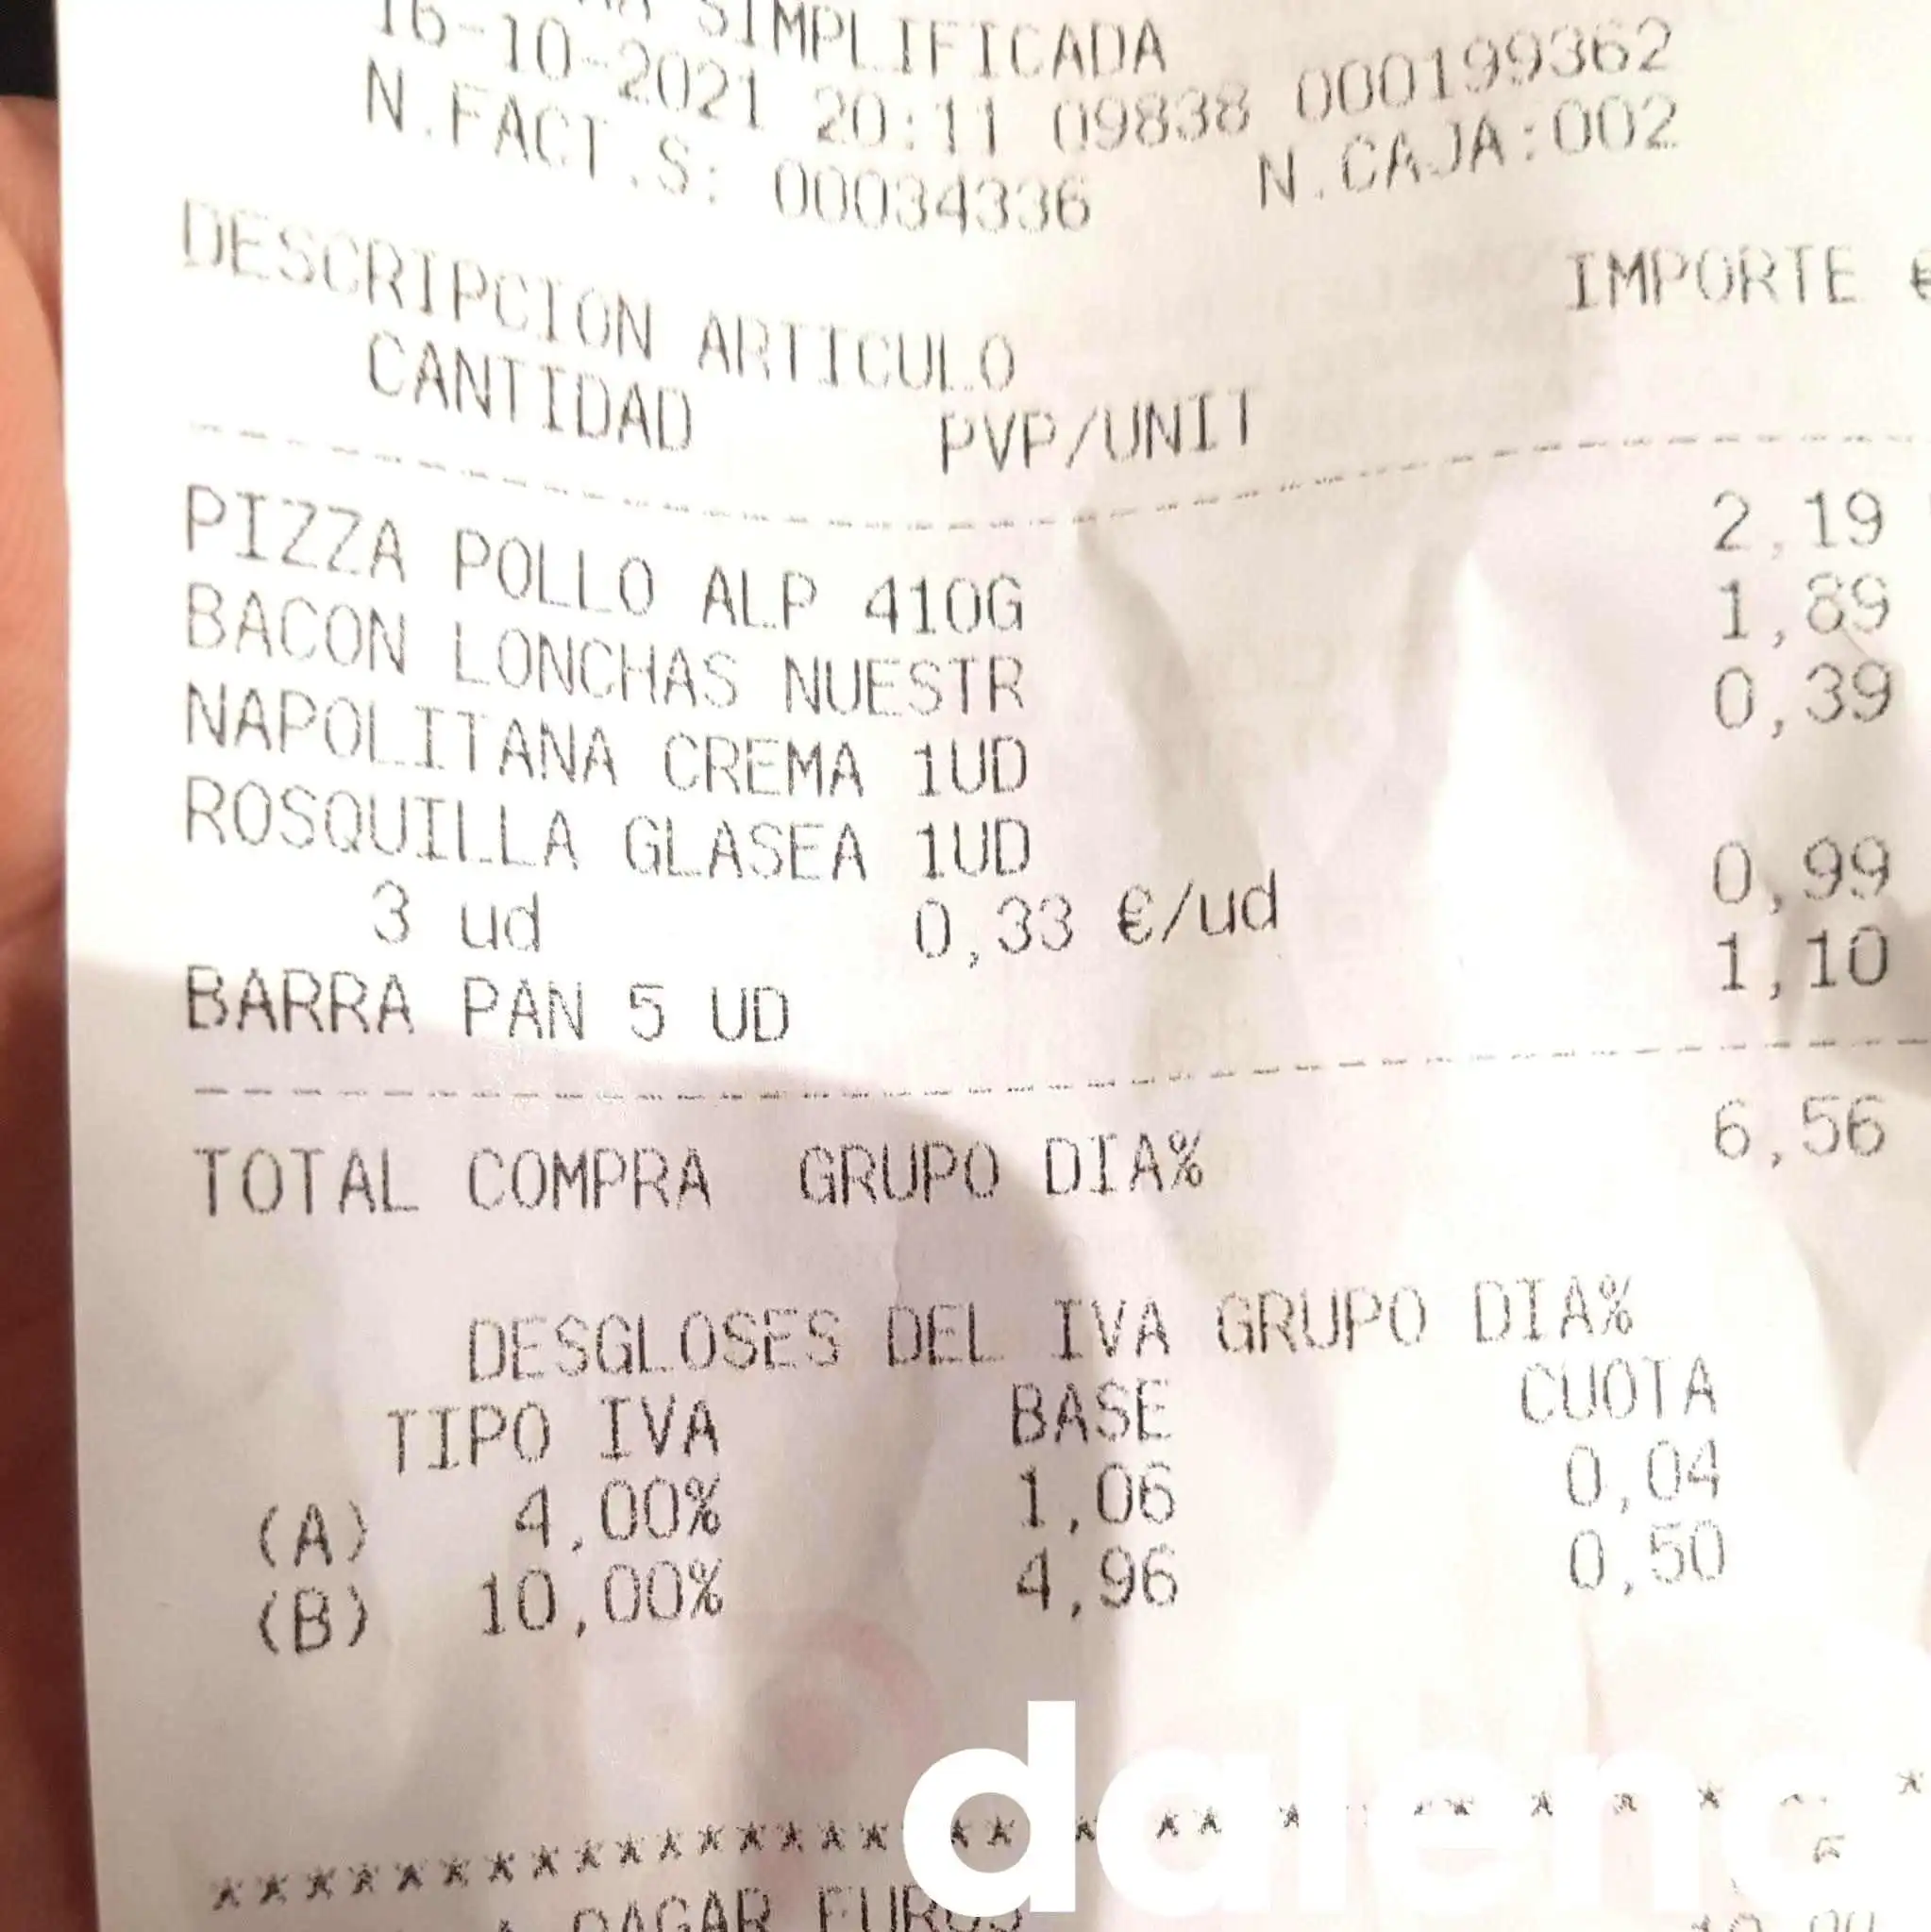 SIMPLIFICADA
16-10-2021 20:11 09838 000199362
N.FACT.S: 00034336 N.CAJA:002
DESCRIPCION ARTICULO IMPORTE €
CANTIDAD PVP/UNIT
PIZZA POLLO ALP 410G 2,19
BACON LONCHAS NUESTR 1,89
NAPOLITANA CREMA 1UD 0,39
ROSQUILLA GLASEA 1UD
3 ud 0,33 €/ud 0,99
BARRA PAN 5 UD 1,10
TOTAL COMPRA GRUPO DIA% 6,56
DESGLOSES DEL IVA GRUPO DIA%
TIPO IVA BASE CUOTA
(A) 4,00% 1,06 0,04
(B) 10,00% 4,96 0,50
PAGAR EUROS